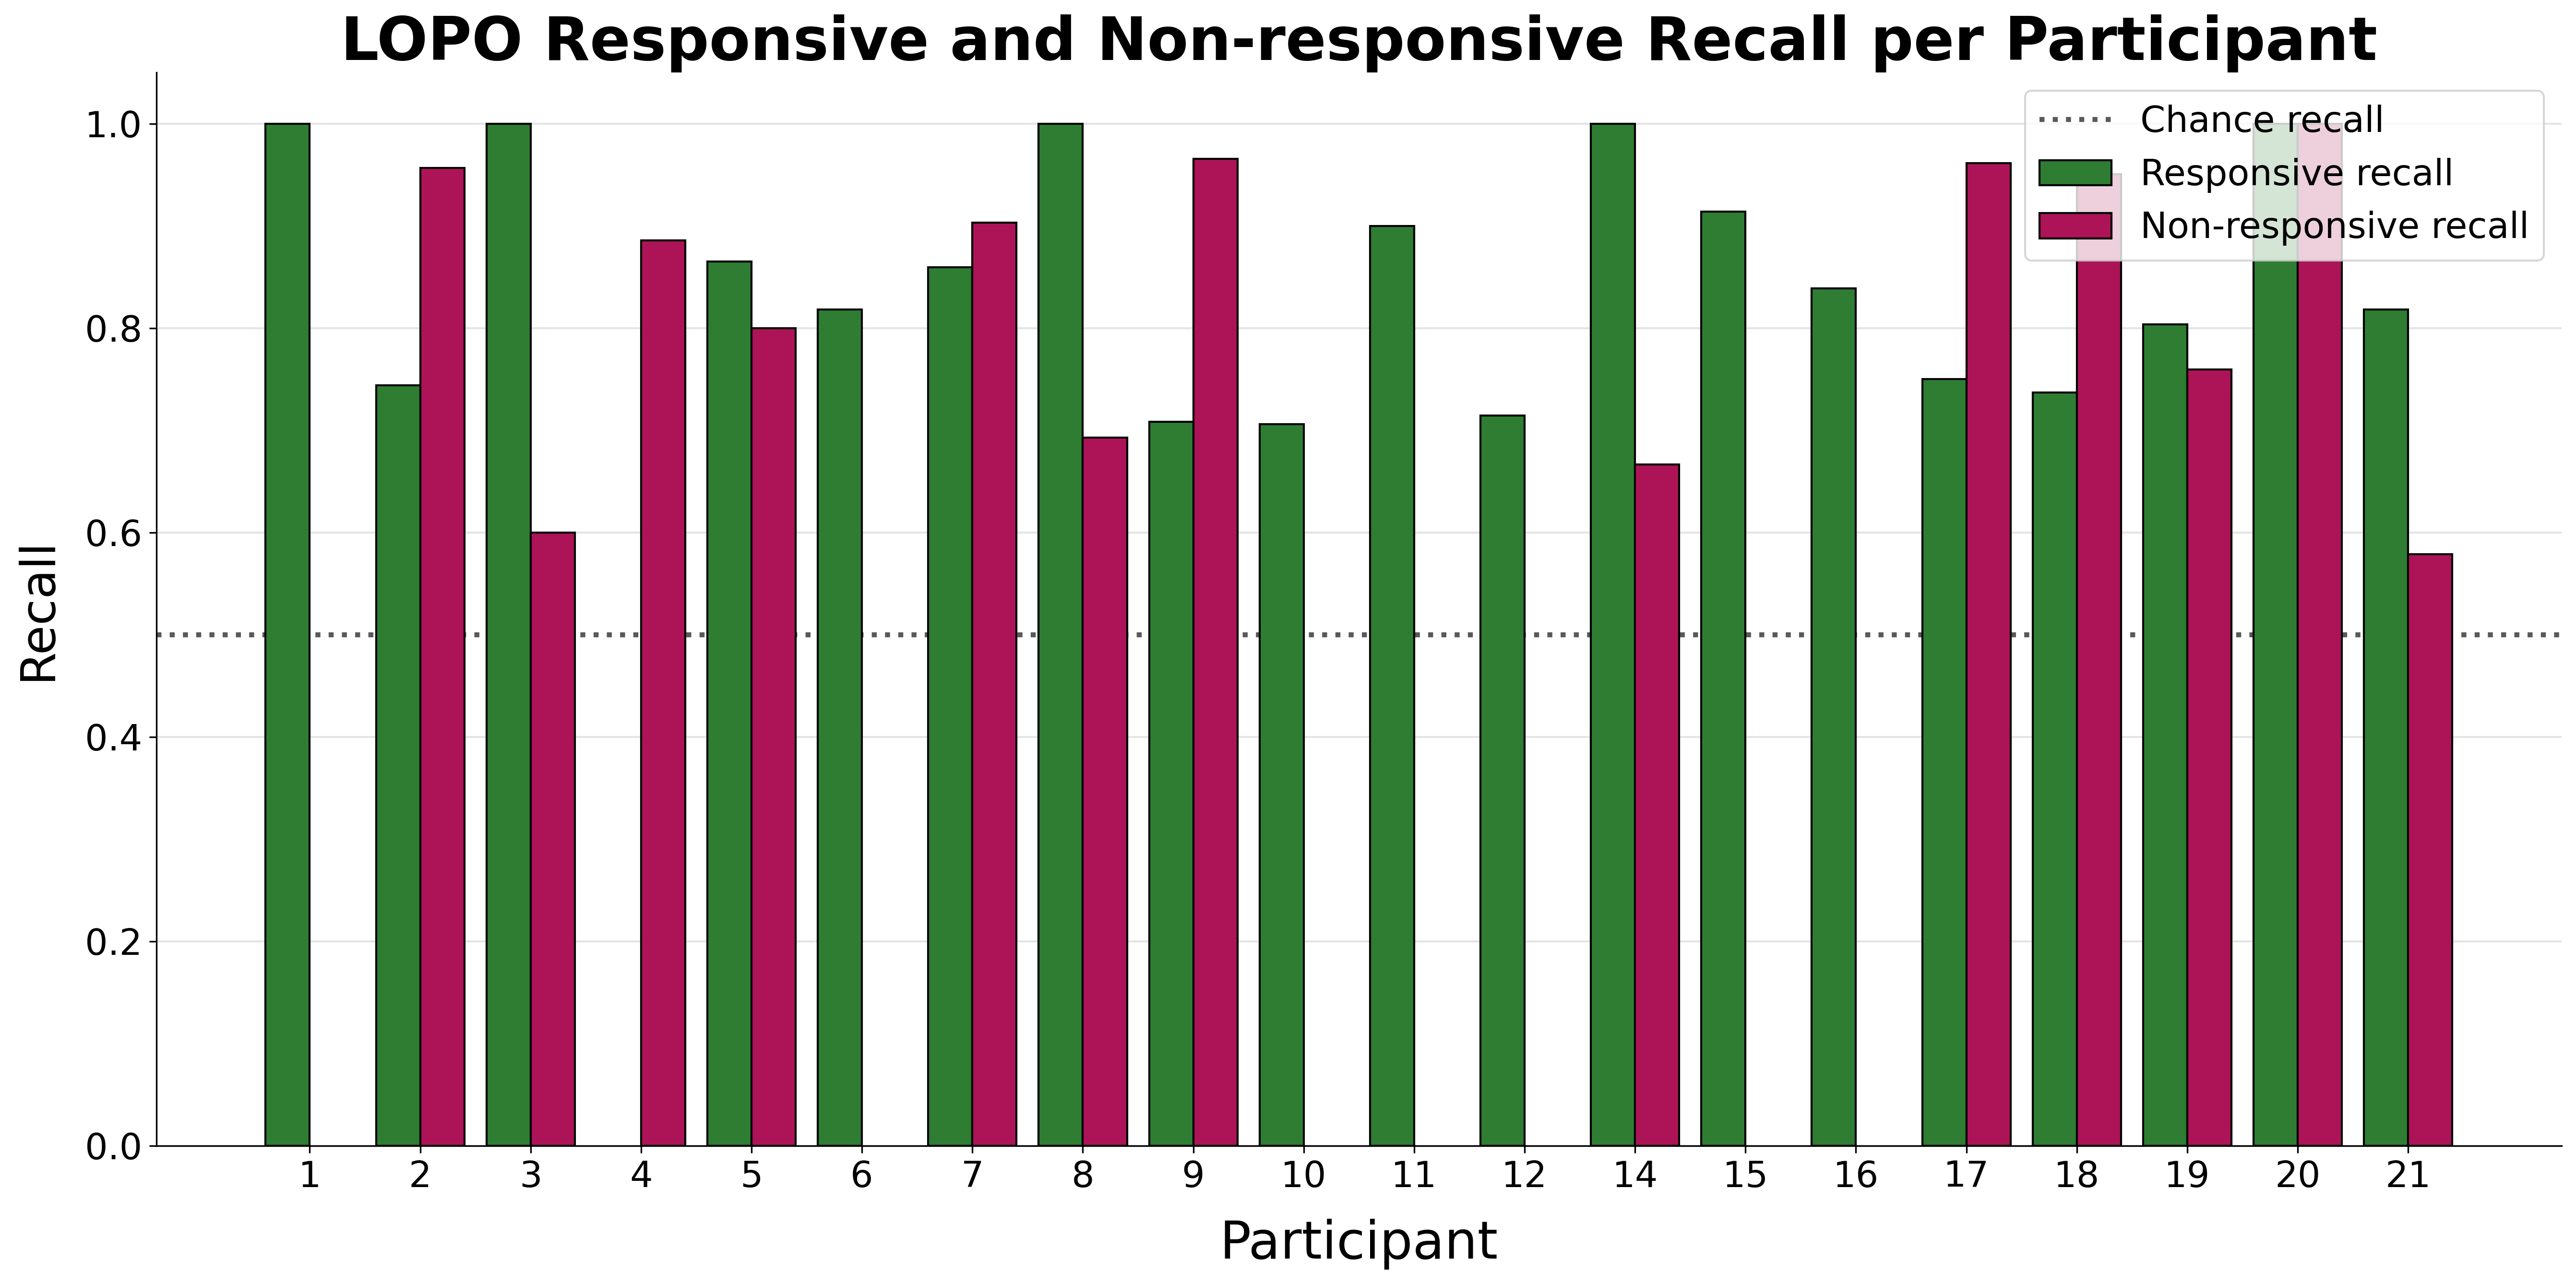 LOPO Responsive and Non-responsive Recall per Participant
Chance recall
Responsive recall
Non-responsive recall
1.0
0.8
0.6
0.4
0.2
0.0
Recall
1 2 3 4 5 6 7 8 9 10 11 12 14 15 16 17 18 19 20 21
Participant